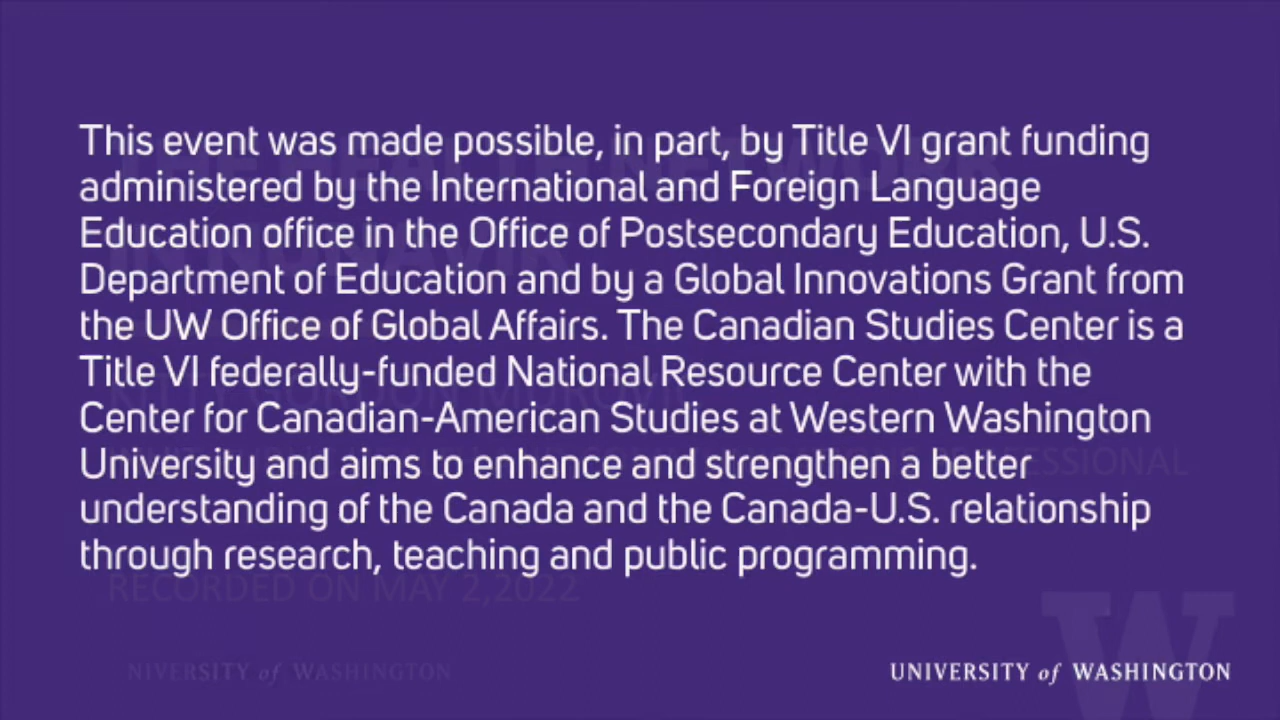 This event was made possible, in part, by Title VI grant funding
administered by the International and Foreign Language
Education office in the Office of Postsecondary Education, U.S.
Department of Education and by a Global Innovations Grant from
the UW Office of Global Affairs. The Canadian Studies Center is a
Title VI federally-funded National Resource Center with the
Center for Canadian-American Studies at Western Washington
University and aims to enhance and strengthen a better
understanding of the Canada and the Canada-U.S. relationship
through research, teaching and public programming.
RECORDED ON MAY 2,2022
NIVERSITY of WASHINGTON
W
UNIVERSITY of WASHINGTON